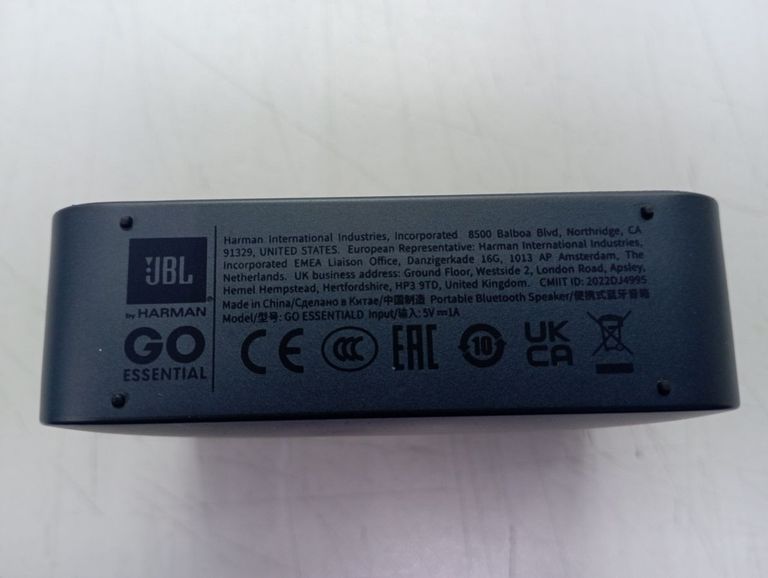 JBL
by HARMAN
GO
ESSENTIAL
Harman International Industries, Incorporated 8500 Balboa Blvd, Northridge, CA
91329, UNITED STATES. European Representative: Harman International Industries,
Incorporated EMEA Liaison Office, Danzigerkade 16G, 1013 AP Amsterdam, The
Netherlands. UK business address: Ground Floor, Westside 2, London Road, Apsley,
Hemel Hempstead, Hertfordshire, HP3 9TD, United Kingdom. CMIIT ID: 2022DJ4995
Made in China/Сделано в Китае/中国制造 Portable Bluetooth Speaker/便携式蓝牙音箱
Model/型号: GO ESSENTIALD Input/输入: 5V⎓1A
CE CCC EAC 10 UK
CA